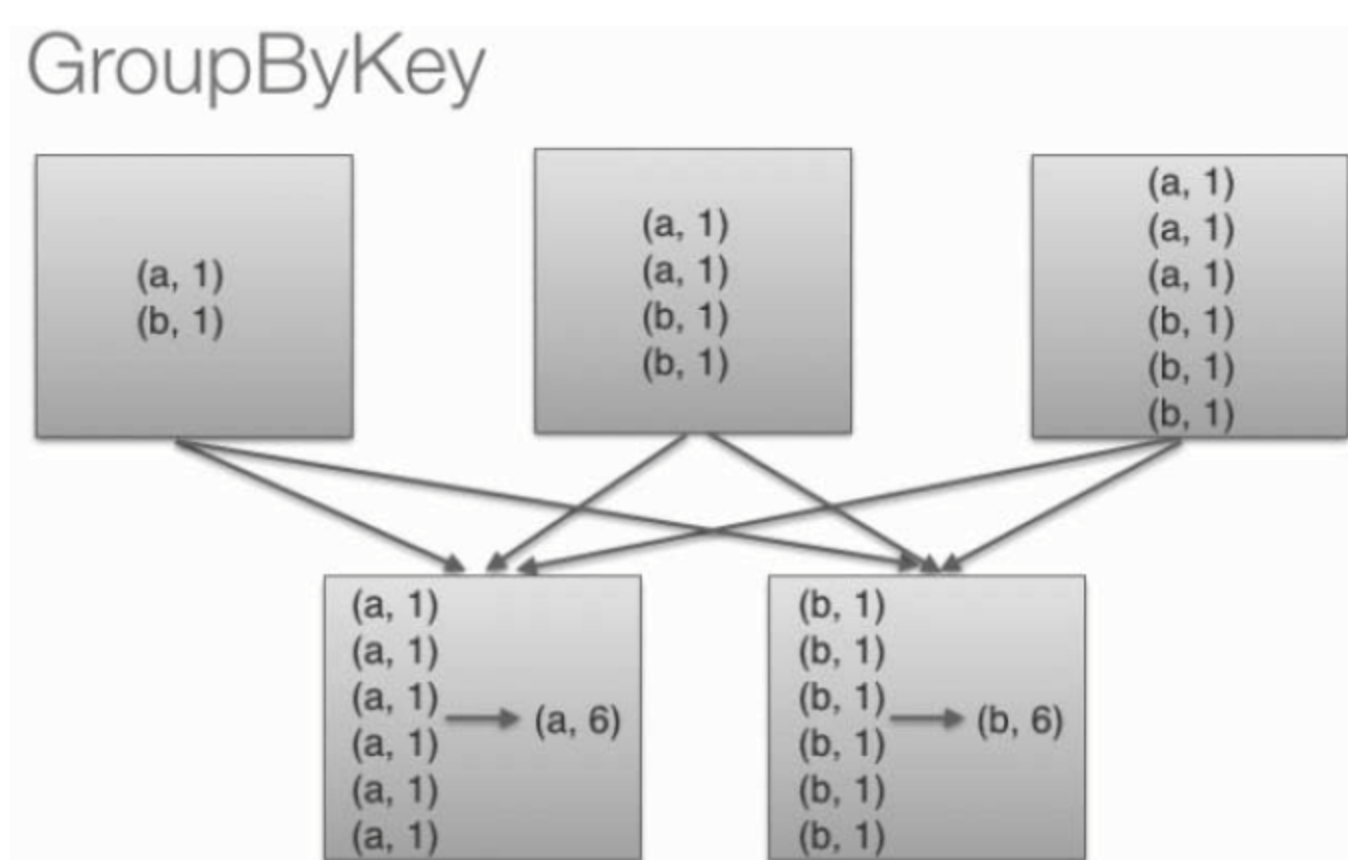 GroupByKey
(a, 1)
(b, 1)
(a, 1)
(a, 1)
(b, 1)
(b, 1)
(a, 1)
(a, 1)
(a, 1)
(b, 1)
(b, 1)
(b, 1)
(a, 1)
(a, 1)
(a, 1)
(a, 1)
(a, 1)
(a, 1)
(a, 6)
(b, 1)
(b, 1)
(b, 1)
(b, 1)
(b, 1)
(b, 1)
(b, 6)